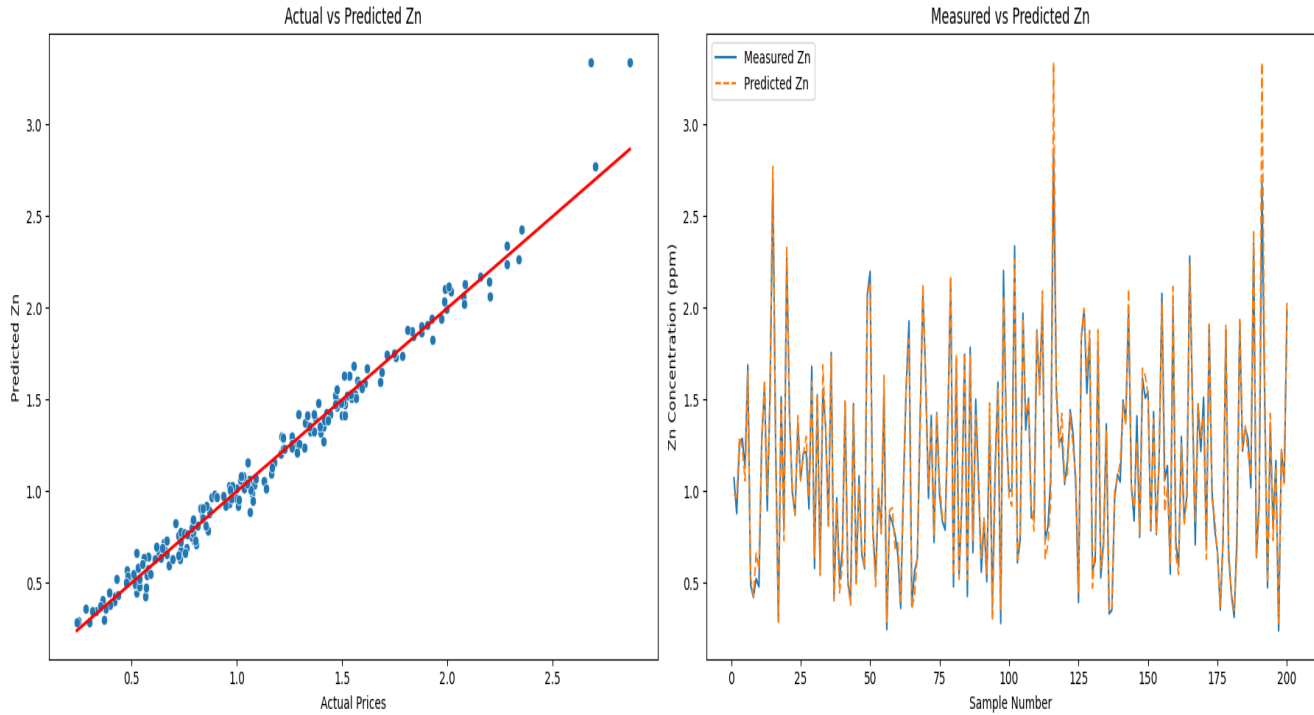 Actual vs Predicted Zn
Predicted Zn
3.0
2.5
2.0
1.5
1.0
0.5
0.5 1.0 1.5 2.0 2.5
Actual Prices
Measured vs Predicted Zn
Measured Zn
Predicted Zn
Zn Concentration (ppm)
3.0
2.5
2.0
1.5
1.0
0.5
0 25 50 75 100 125 150 175 200
Sample Number